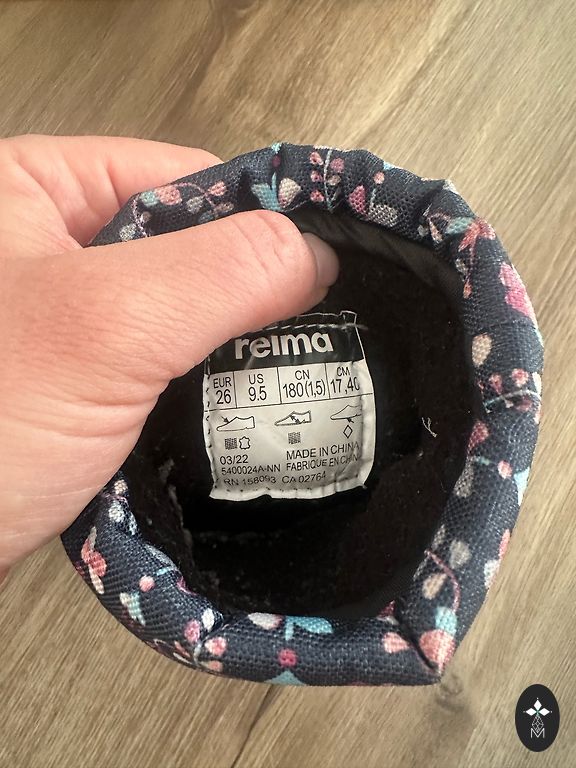 reima
EUR US CN CM
26 9.5 180(1,5) 17,40
03/22 MADE IN CHINA
5400024A-NN FABRIQUE EN CHINE
RN 158093 CA 02764
M